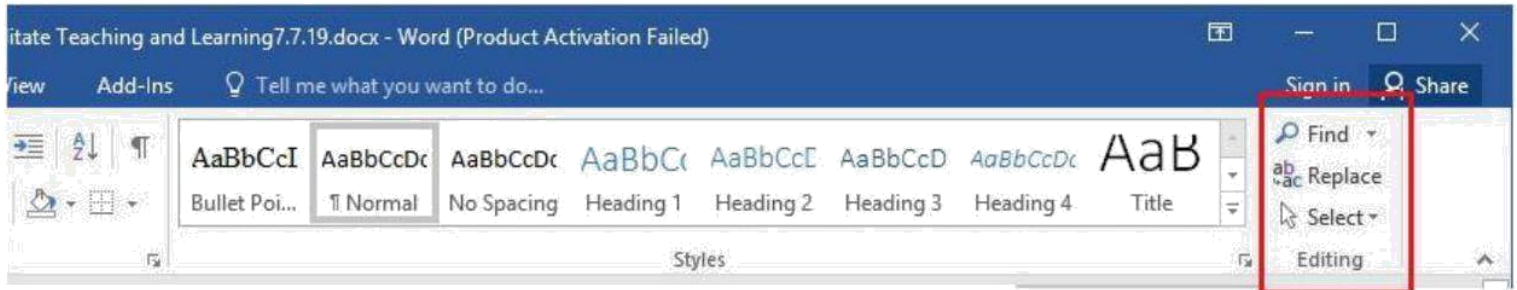 itate Teaching and Learning7.7.19.docx - Word (Product Activation Failed)
View Add-Ins Tell me what you want to do... Sign in Share
AaBbCcI AaBbCcDc AaBbCcDc AaBbC( AaBbCcE AaBbCcD AaBbCcDc AaB
Bullet Poi... ¶ Normal No Spacing Heading 1 Heading 2 Heading 3 Heading 4 Title
Find
Replace
Select
Styles Editing